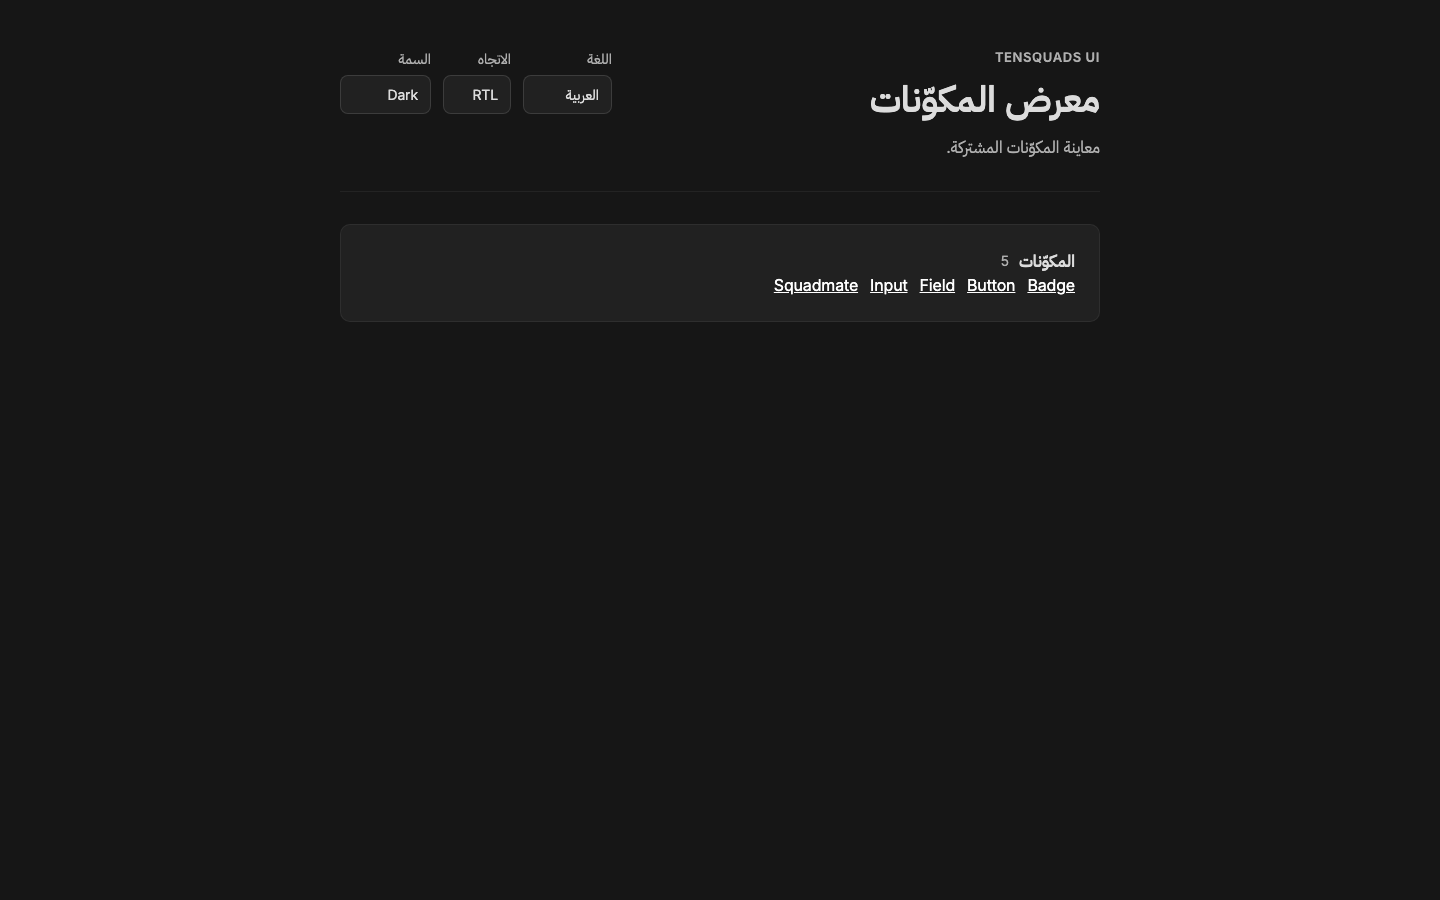 TENSQUADS UI
معرض المكوّنات
معاينة المكوّنات المشتركة.
اللغة
العربية
الاتجاه
RTL
السمة
Dark
المكوّنات 5
Badge Button Field Input Squadmate